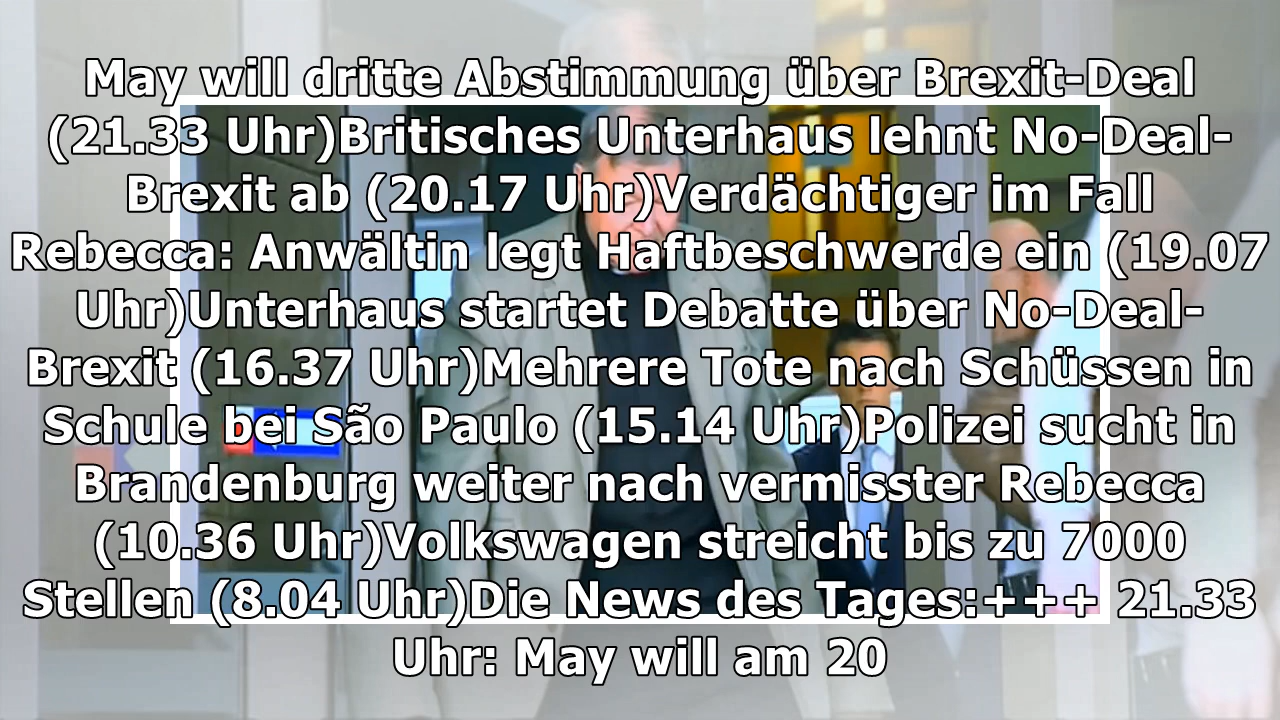 May will dritte Abstimmung über Brexit-Deal
(21.33 Uhr)Britisches Unterhaus lehnt No-Deal-
Brexit ab (20.17 Uhr)Verdächtiger im Fall
Rebecca: Anwältin legt Haftbeschwerde ein (19.07
Uhr)Unterhaus startet Debatte über No-Deal-
Brexit (16.37 Uhr)Mehrere Tote nach Schüssen in
Schule bei São Paulo (15.14 Uhr)Polizei sucht in
Brandenburg weiter nach vermisster Rebecca
(10.36 Uhr)Volkswagen streicht bis zu 7000
Stellen (8.04 Uhr)Die News des Tages:+++ 21.33
Uhr: May will am 20